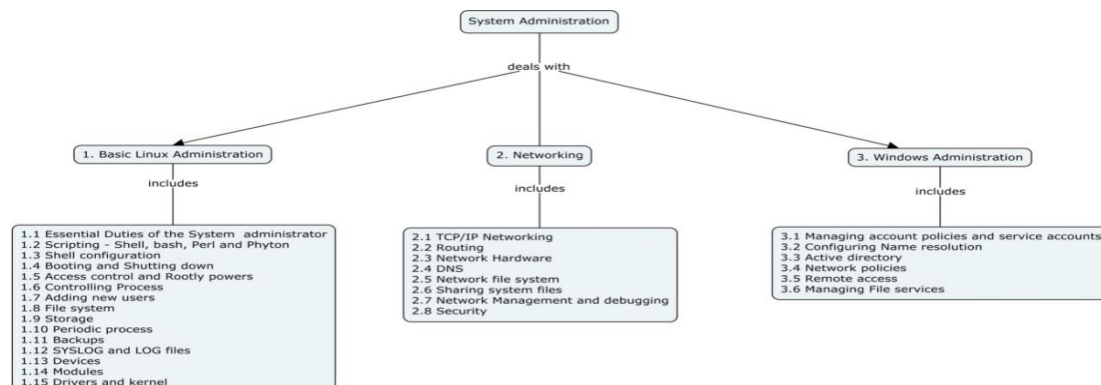 System Administration
deals with
1. Basic Linux Administration
2. Networking
3. Windows Administration
includes
includes
includes
1.1 Essential Duties of the System administrator
1.2 Scripting - Shell, bash, Perl and Phyton
1.3 Shell configuration
1.4 Booting and Shutting down
1.5 Access control and Rootly powers
1.6 Controlling Process
1.7 Adding new users
1.8 File system
1.9 Storage
1.10 Periodic process
1.11 Backups
1.12 SYSLOG and LOG files
1.13 Devices
1.14 Modules
1.15 Drivers and kernel
2.1 TCP/IP Networking
2.2 Routing
2.3 Network Hardware
2.4 DNS
2.5 Network file system
2.6 Sharing system files
2.7 Network Management and debugging
2.8 Security
3.1 Managing account policies and service accounts
3.2 Configuring Name resolution
3.3 Active directory
3.4 Network policies
3.5 Remote access
3.6 Managing File services